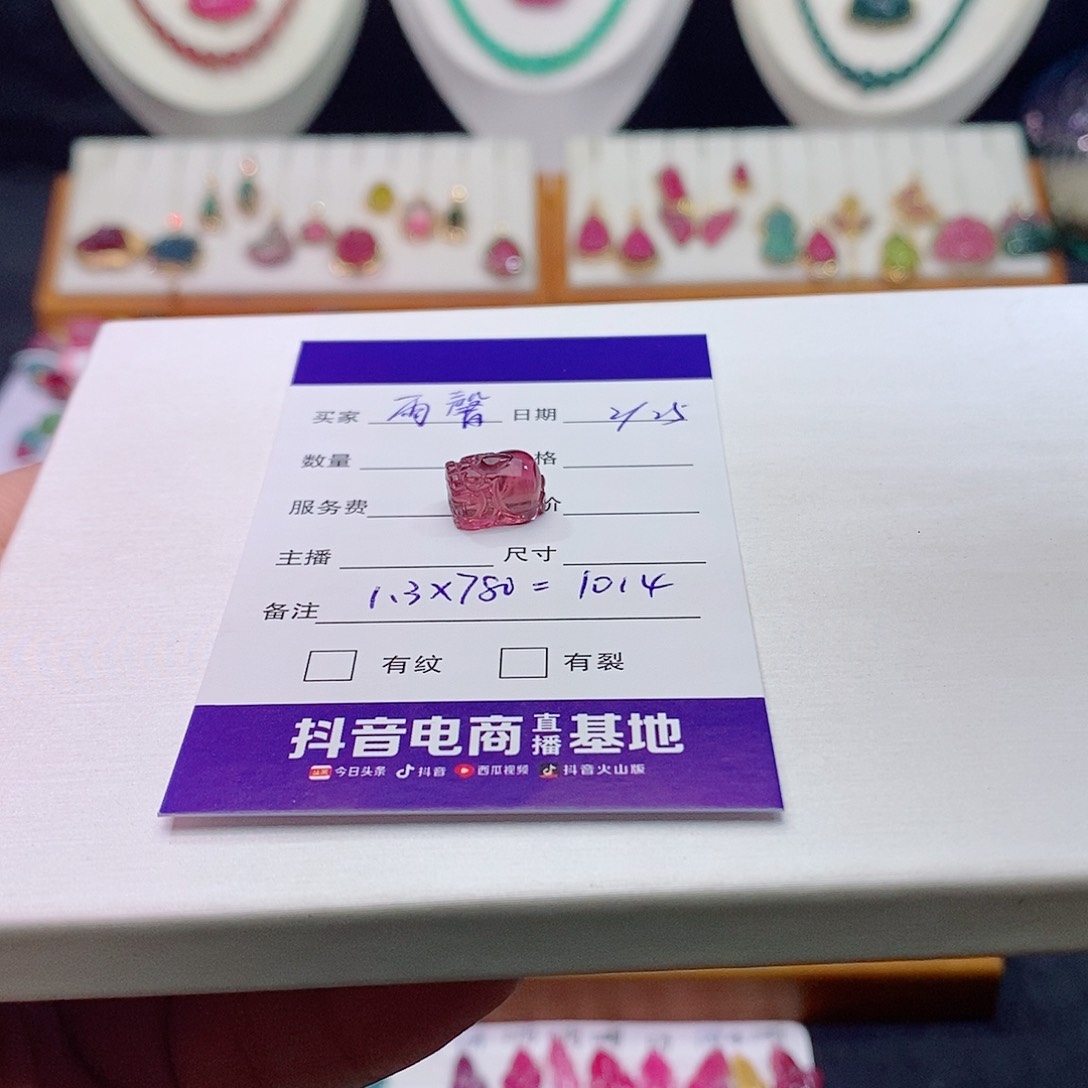 买家 雨馨 日期 2/25
数量 格
服务费 价
主播 尺寸
备注 1.3×780=1014
有纹 有裂
抖音电商直播基地
今日头条 抖音 西瓜视频 抖音火山版